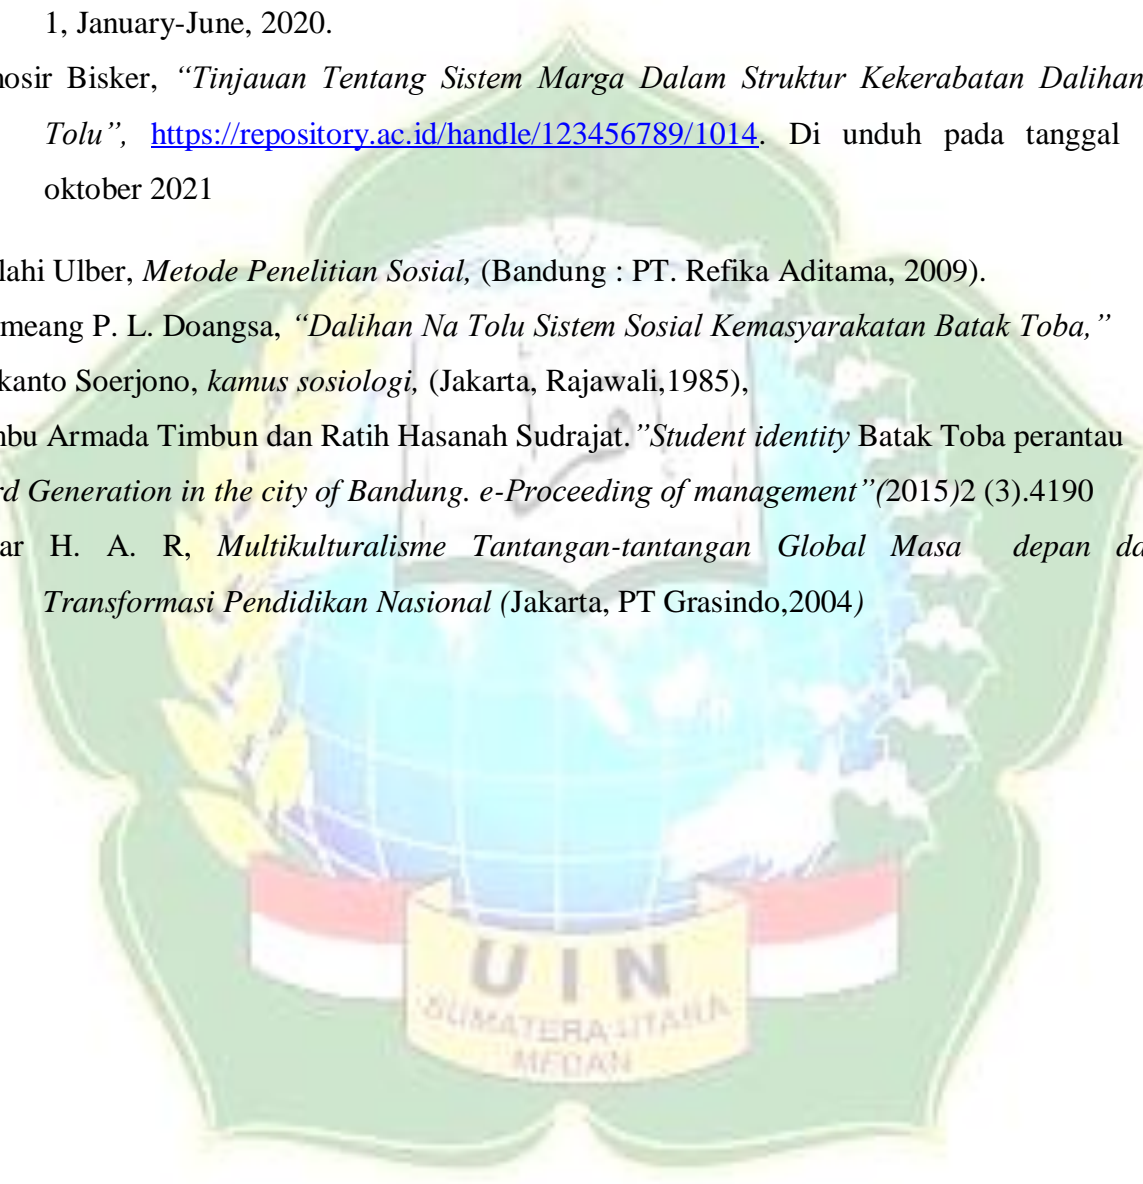 1, January-June, 2020.
nosir Bisker, “Tinjauan Tentang Sistem Marga Dalam Struktur Kekerabatan Dalihan
Tolu”, https://repository.ac.id/handle/123456789/1014. Di unduh pada tanggal
oktober 2021
lahi Ulber, Metode Penelitian Sosial, (Bandung : PT. Refika Aditama, 2009).
meang P. L. Doangsa, “Dalihan Na Tolu Sistem Sosial Kemasyarakatan Batak Toba,”
kanto Soerjono, kamus sosiologi, (Jakarta, Rajawali,1985),
nbu Armada Timbun dan Ratih Hasanah Sudrajat.”Student identity Batak Toba perantau
rd Generation in the city of Bandung. e-Proceeding of management”(2015)2 (3).4190
ar H. A. R, Multikulturalisme Tantangan-tantangan Global Masa depan da
Transformasi Pendidikan Nasional (Jakarta, PT Grasindo,2004)
UIN
SUMATERA UTARA
MEDAN